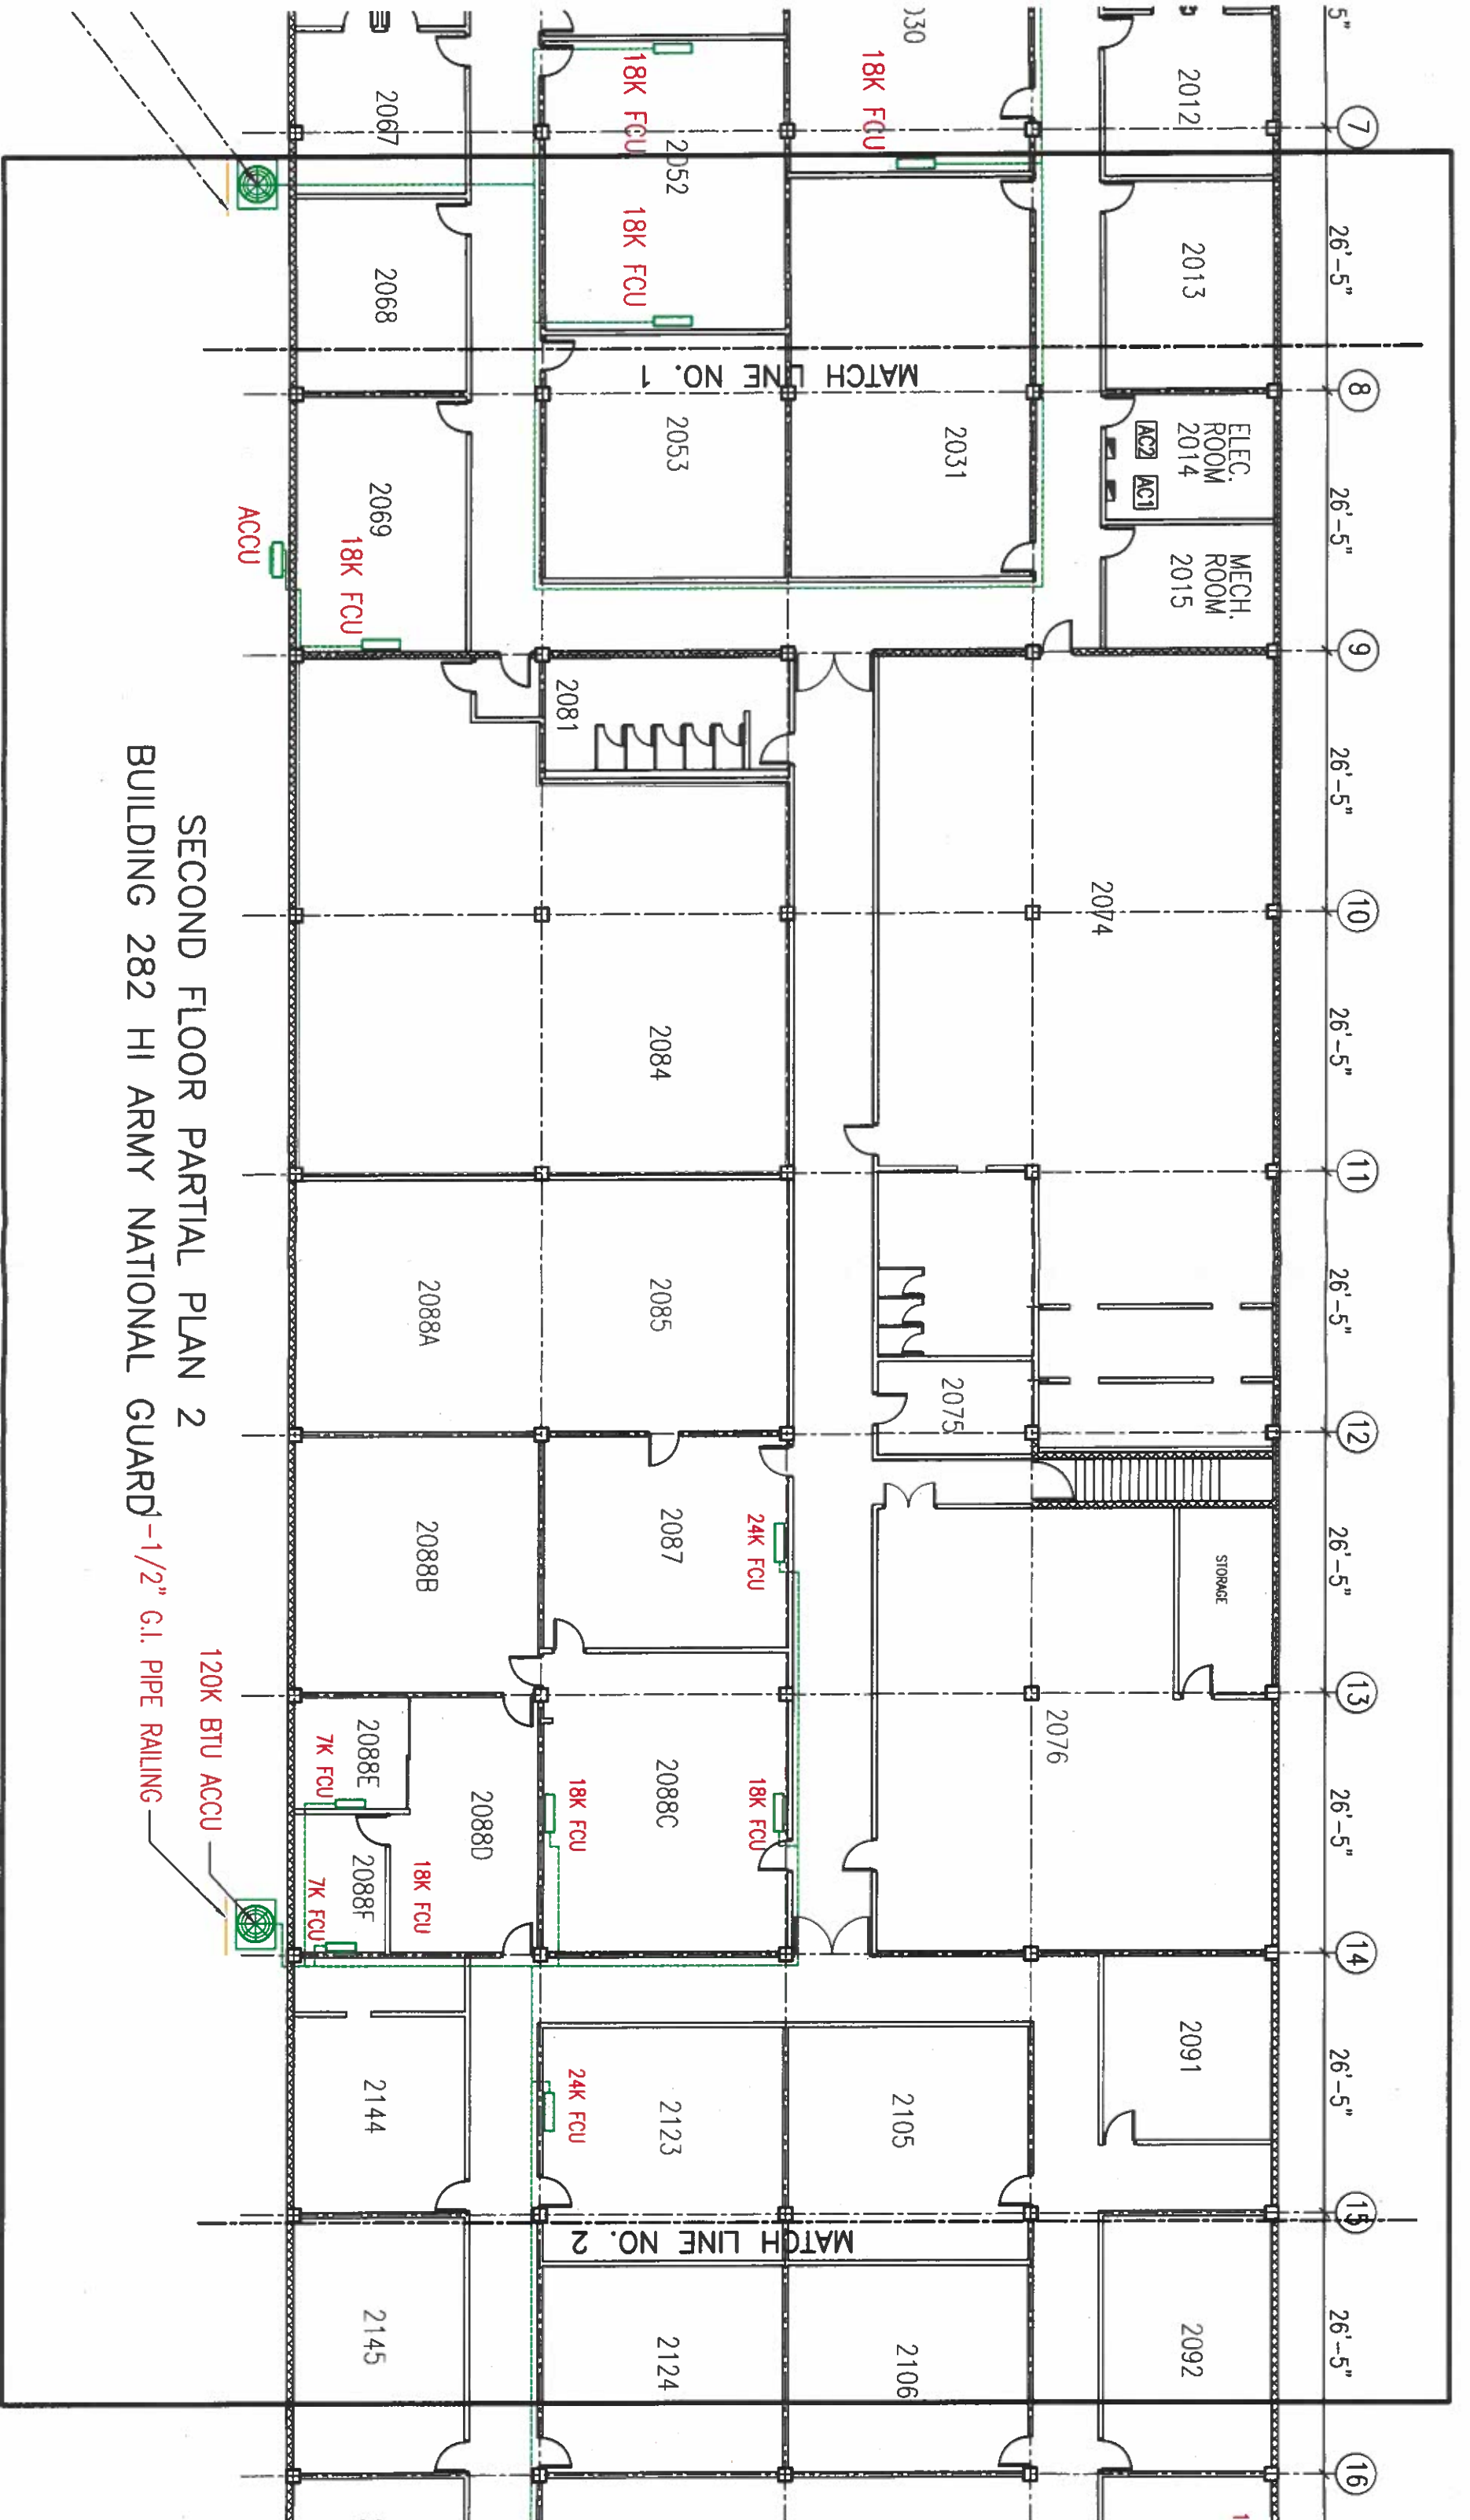 5"
26'-5"
26'-5"
26'-5"
26'-5"
26'-5"
26'-5"
26'-5"
26'-5"
26'-5"
7
8
9
10
11
12
13
14
15
16
2012
2013
ELEC.
ROOM
2014
AC2
AC1
MECH.
ROOM
2015
2074
2075
STORAGE
2076
2091
2092
030
18K FCU
2031
2105
2106
MATCH LINE NO. 1
MATCH LINE NO. 2
18K FCU
2052
18K FCU
2053
2081
2084
2085
2087
24K FCU
2088C
18K FCU
18K FCU
2123
24K FCU
2124
2067
2068
2069
18K FCU
ACCU
2088A
2088B
2088E
7K FCU
2088D
18K FCU
2088F
7K FCU
2144
2145
120K BTU ACCU
1-1/2" G.I. PIPE RAILING
SECOND FLOOR PARTIAL PLAN 2
BUILDING 282 HI ARMY NATIONAL GUARD